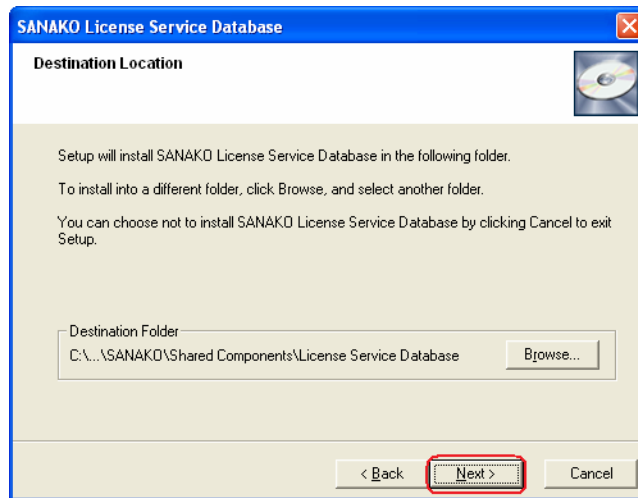 SANAKO License Service Database
Destination Location
Setup will install SANAKO License Service Database in the following folder.
To install into a different folder, click Browse, and select another folder.
You can choose not to install SANAKO License Service Database by clicking Cancel to exit
Setup.
Destination Folder
C:\...\SANAKO\Shared Components\License Service Database
Browse...
< Back
Next >
Cancel